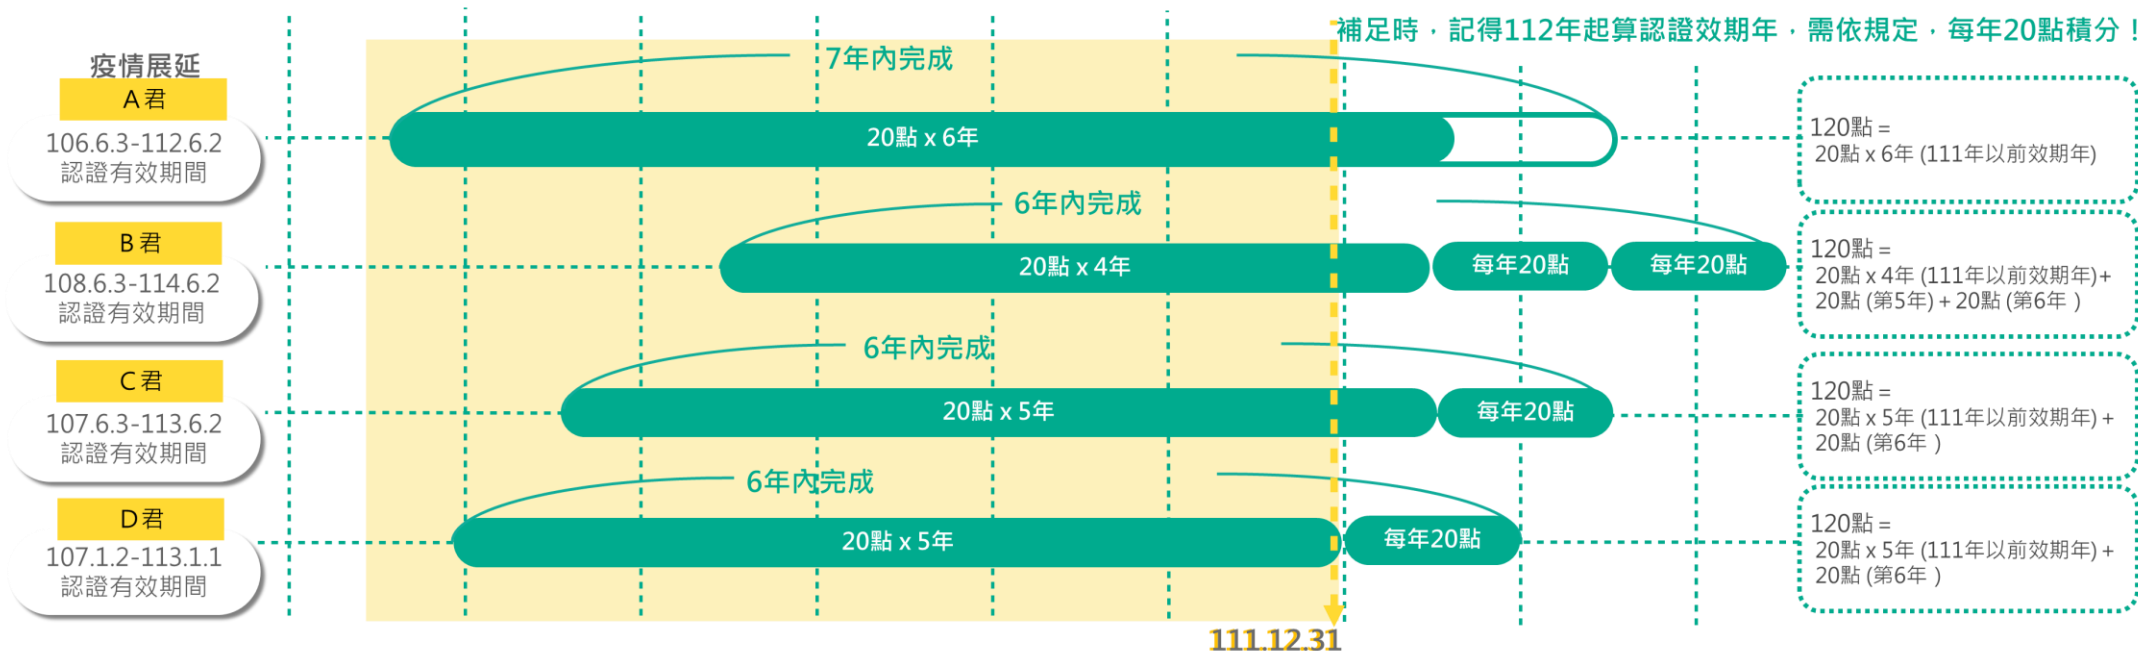 補足時，記得112年起算認證效期年，需依規定，每年20點積分！
疫情展延
A君
106.6.3-112.6.2
認證有效期間
7年內完成
20點 x 6年
120點 =
20點 x 6年 (111年以前效期年)
B君
108.6.3-114.6.2
認證有效期間
6年內完成
20點 x 4年
每年20點
每年20點
120點 =
20點 x 4年 (111年以前效期年)+
20點 (第5年) + 20點 (第6年 )
C君
107.6.3-113.6.2
認證有效期間
6年內完成
20點 x 5年
每年20點
120點 =
20點 x 5年 (111年以前效期年) +
20點 (第6年 )
D君
107.1.2-113.1.1
認證有效期間
6年內完成
20點 x 5年
每年20點
120點 =
20點 x 5年 (111年以前效期年) +
20點 (第6年 )
111.12.31